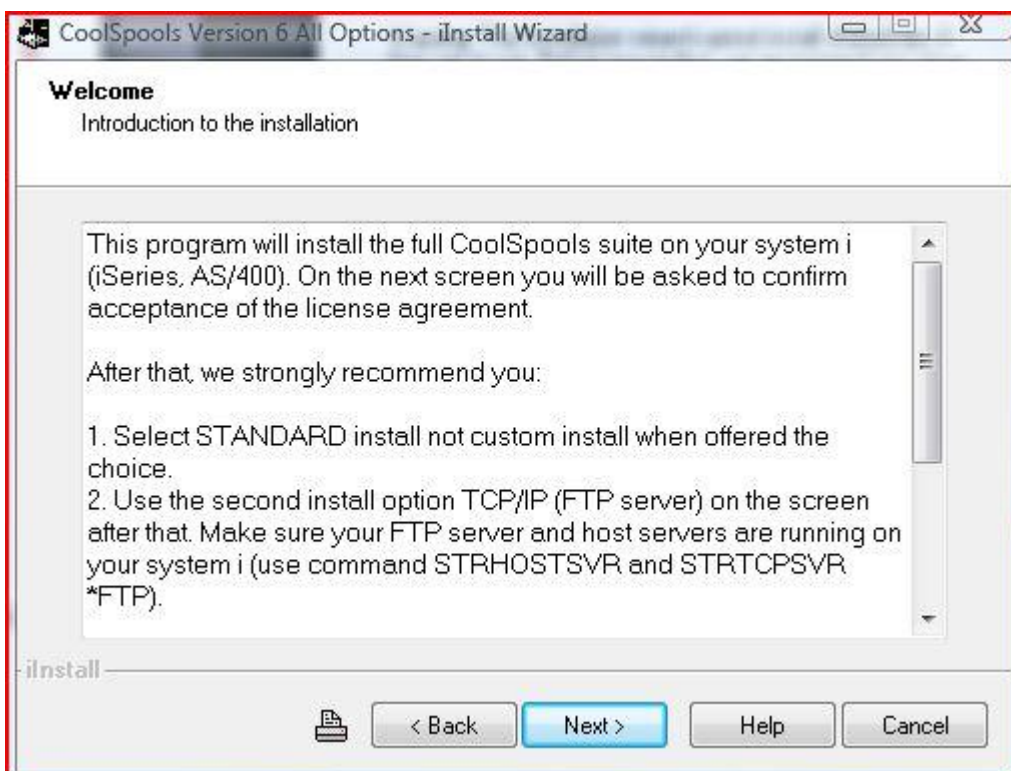 CoolSpools Version 6 All Options - iInstall Wizard
Welcome
Introduction to the installation
This program will install the full CoolSpools suite on your system i
(iSeries, AS/400). On the next screen you will be asked to confirm
acceptance of the license agreement.
After that, we strongly recommend you:
1. Select STANDARD install not custom install when offered the
choice.
2. Use the second install option TCP/IP (FTP server) on the screen
after that. Make sure your FTP server and host servers are running on
your system i (use command STRHOSTSVR and STRTCPSVR
*FTP).
iInstall
< Back
Next >
Help
Cancel